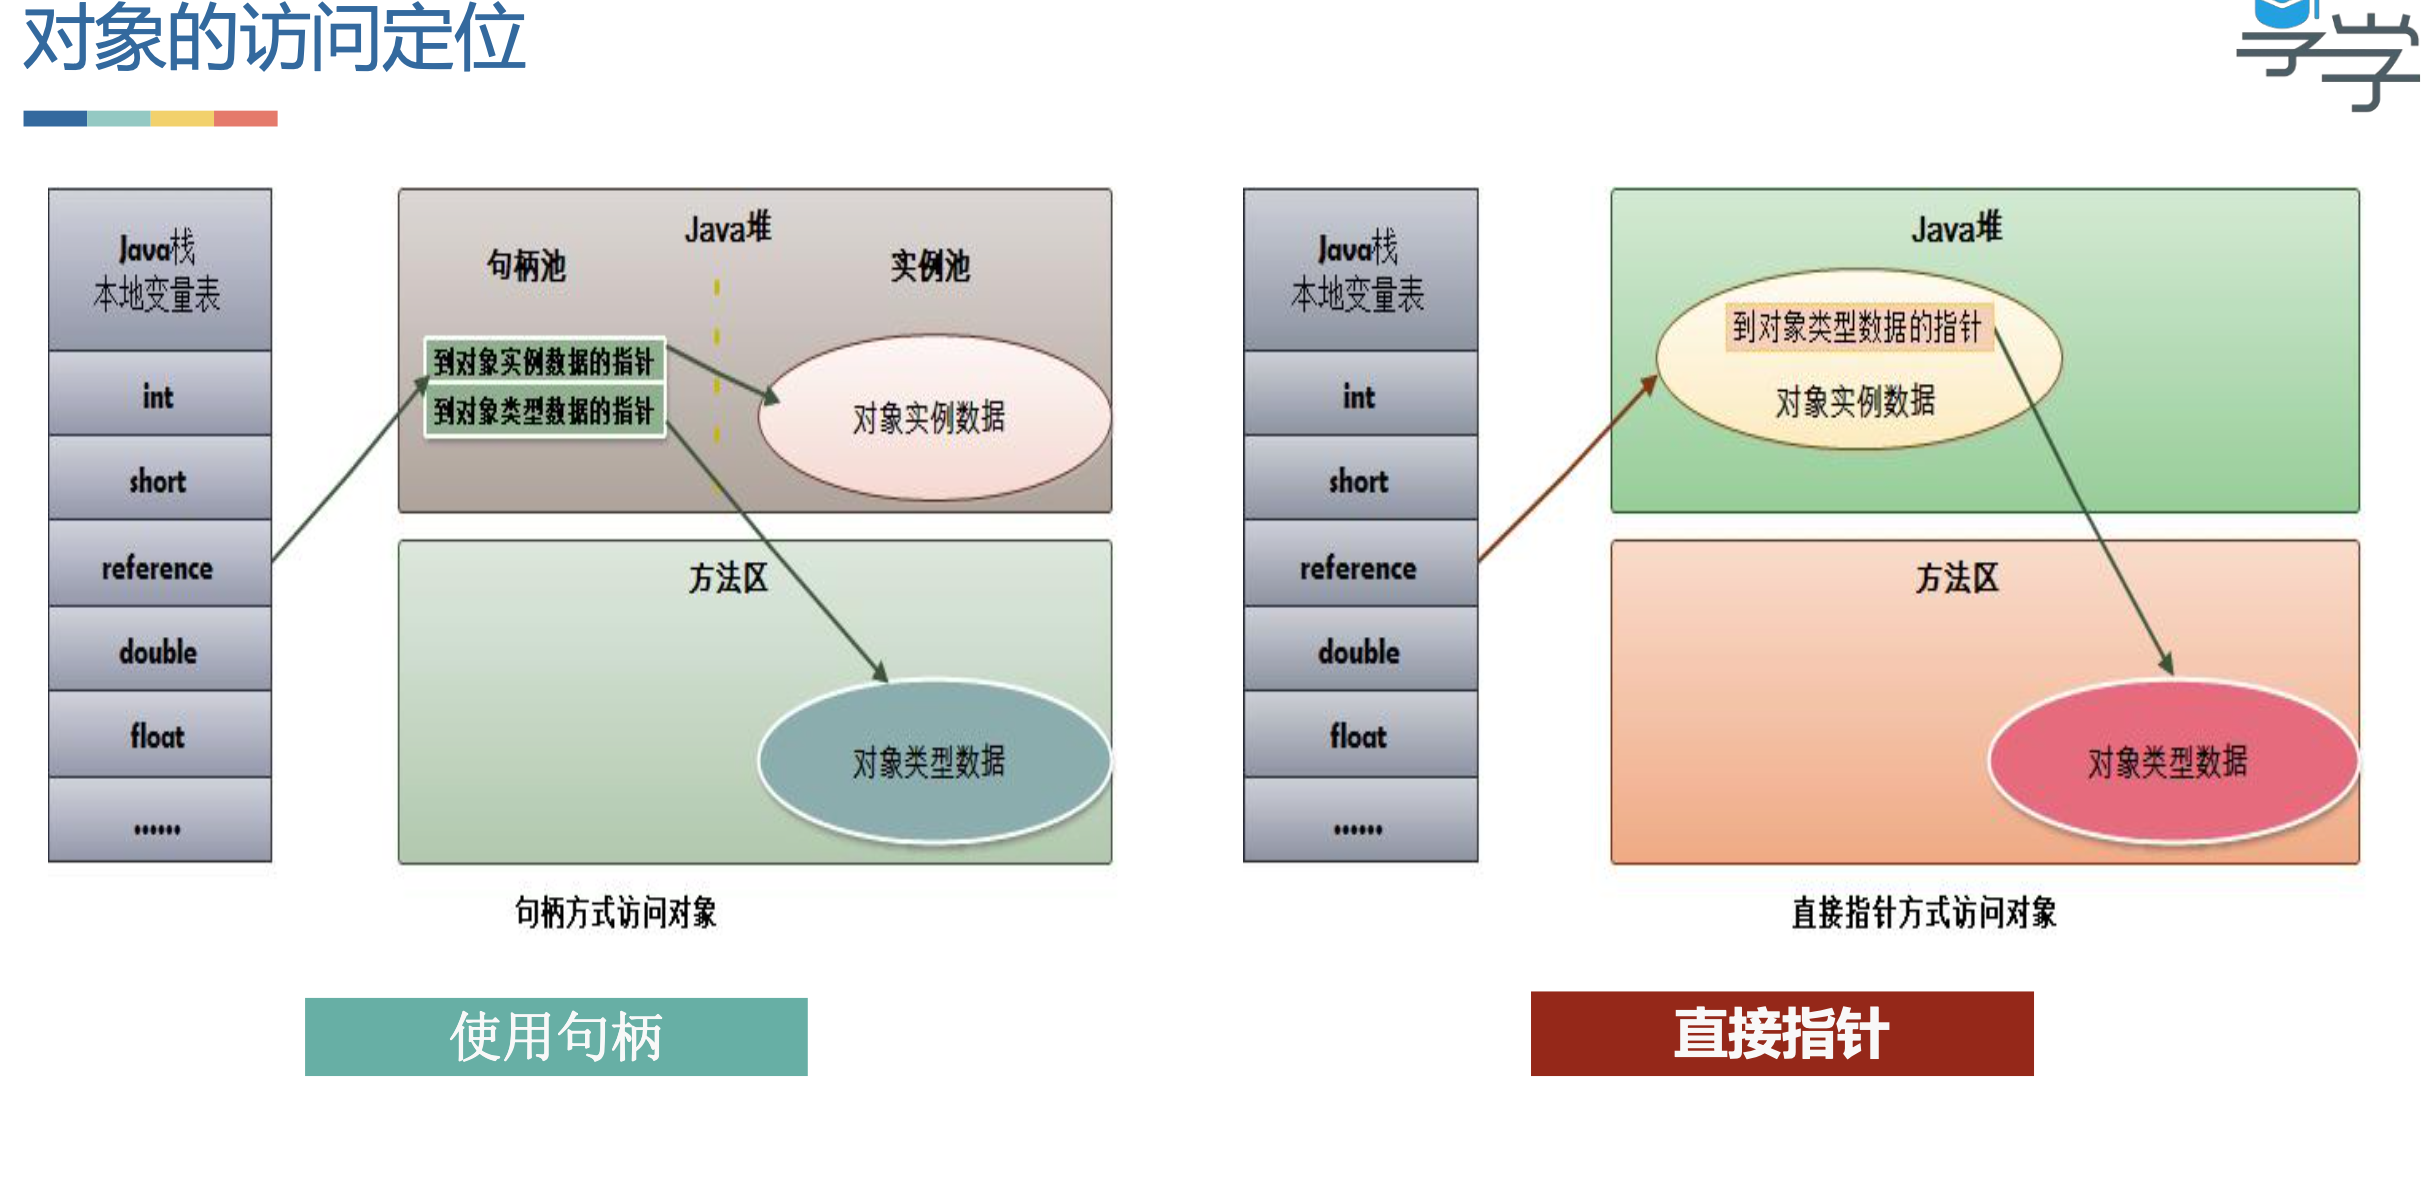 对象的访问定位
享学
Java栈
本地变量表
int
short
reference
double
float
......
Java堆
句柄池
实例池
到对象实例数据的指针
到对象类型数据的指针
对象实例数据
方法区
对象类型数据
句柄方式访问对象
使用句柄
Java栈
本地变量表
int
short
reference
double
float
......
Java堆
到对象类型数据的指针
对象实例数据
方法区
对象类型数据
直接指针方式访问对象
直接指针